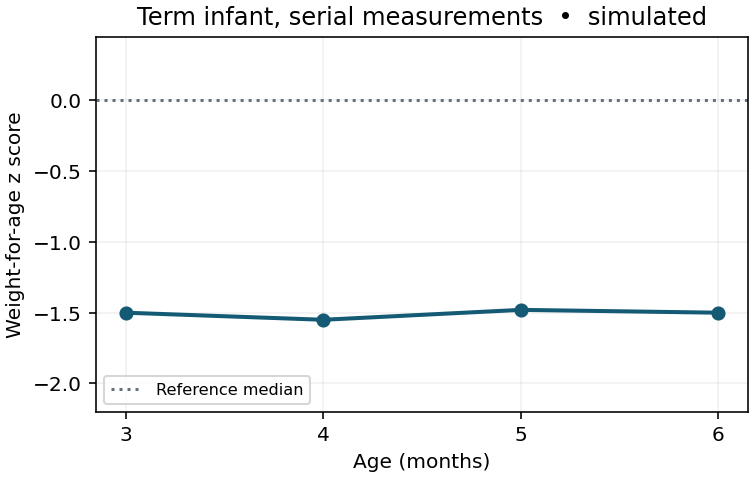 Term infant, serial measurements • simulated
Weight-for-age z score
0.0
−0.5
−1.0
−1.5
−2.0
Reference median
3 4 5 6
Age (months)